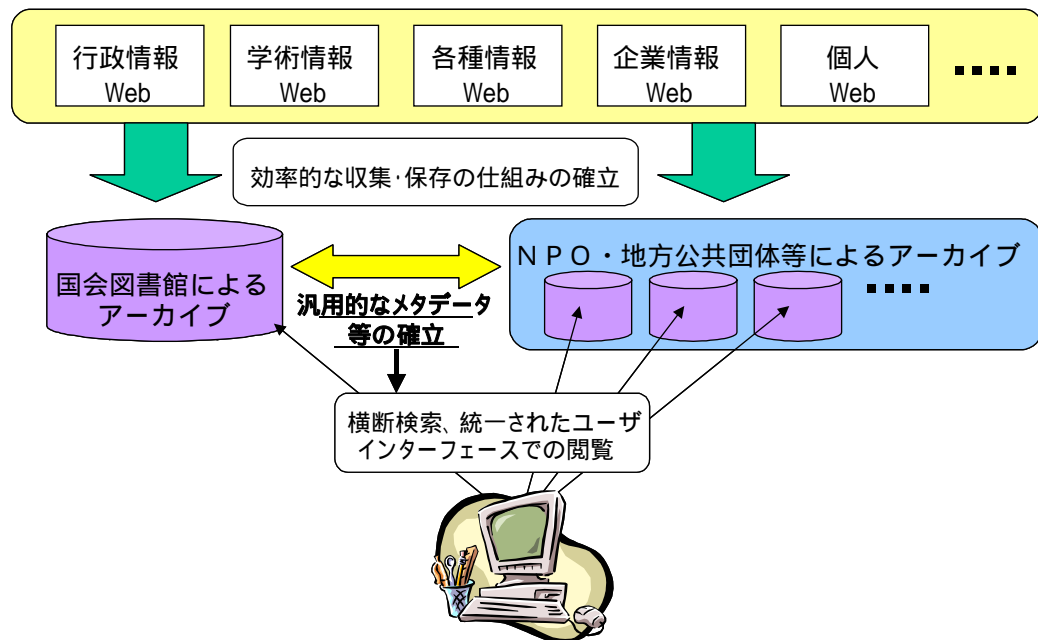 行政情報
Web
学術情報
Web
各種情報
Web
企業情報
Web
個人
Web
効率的な収集･保存の仕組みの確立
国会図書館による
アーカイブ
ＮＰＯ・地方公共団体等によるアーカイブ
汎用的なメタデータ
等の確立
横断検索、統一されたユーザ
インターフェースでの閲覧